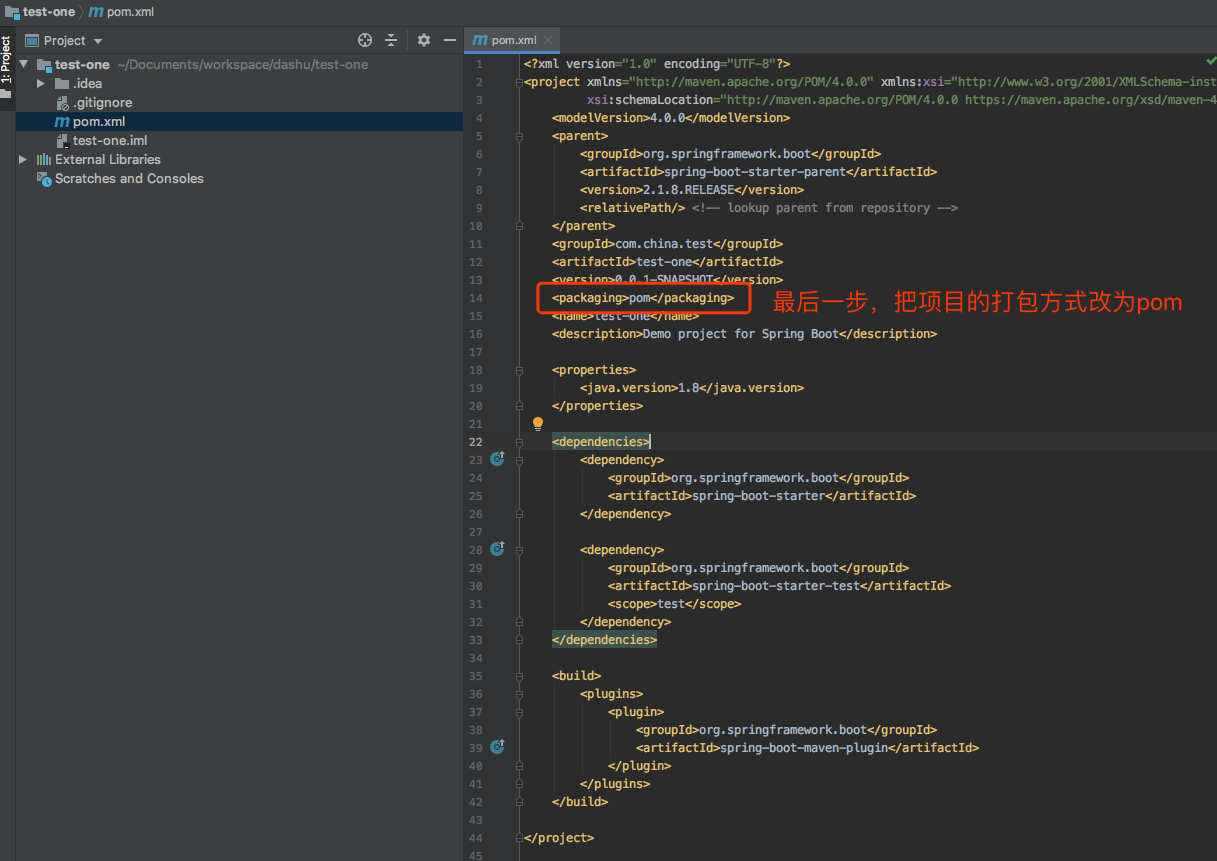 test-one pom.xml
Project
1: Project
test-one ~/Documents/workspace/dashu/test-one
.idea
.gitignore
pom.xml
test-one.iml
External Libraries
Scratches and Consoles
pom.xml
1 <?xml version="1.0" encoding="UTF-8"?>
2 <project xmlns="http://maven.apache.org/POM/4.0.0" xmlns:xsi="http://www.w3.org/2001/XMLSchema-inst
3 xsi:schemaLocation="http://maven.apache.org/POM/4.0.0 https://maven.apache.org/xsd/maven-4
4 <modelVersion>4.0.0</modelVersion>
5 <parent>
6 <groupId>org.springframework.boot</groupId>
7 <artifactId>spring-boot-starter-parent</artifactId>
8 <version>2.1.8.RELEASE</version>
9 <relativePath/> <!-- lookup parent from repository -->
10 </parent>
11 <groupId>com.china.test</groupId>
12 <artifactId>test-one</artifactId>
13 <version>0.0.1-SNAPSHOT</version>
14 <packaging>pom</packaging> 最后一步，把项目的打包方式改为pom
15 <name>test-one</name>
16 <description>Demo project for Spring Boot</description>
17
18 <properties>
19 <java.version>1.8</java.version>
20 </properties>
21
22 <dependencies>
23 <dependency>
24 <groupId>org.springframework.boot</groupId>
25 <artifactId>spring-boot-starter</artifactId>
26 </dependency>
27
28 <dependency>
29 <groupId>org.springframework.boot</groupId>
30 <artifactId>spring-boot-starter-test</artifactId>
31 <scope>test</scope>
32 </dependency>
33 </dependencies>
34
35 <build>
36 <plugins>
37 <plugin>
38 <groupId>org.springframework.boot</groupId>
39 <artifactId>spring-boot-maven-plugin</artifactId>
40 </plugin>
41 </plugins>
42 </build>
43
44 </project>
45